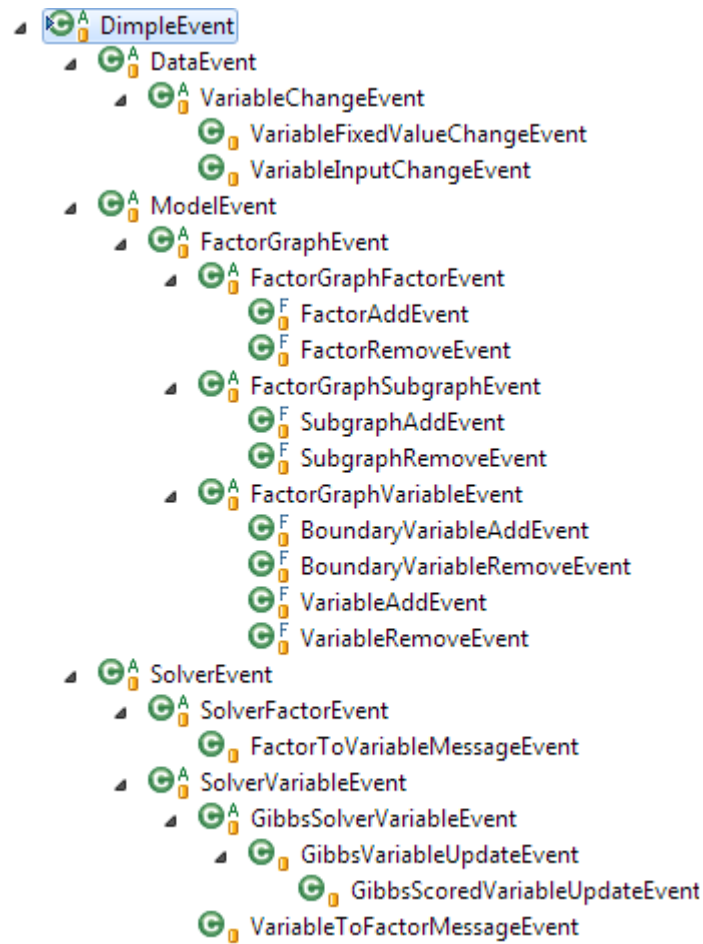 DimpleEvent
DataEvent
VariableChangeEvent
VariableFixedValueChangeEvent
VariableInputChangeEvent
ModelEvent
FactorGraphEvent
FactorGraphFactorEvent
FactorAddEvent
FactorRemoveEvent
FactorGraphSubgraphEvent
SubgraphAddEvent
SubgraphRemoveEvent
FactorGraphVariableEvent
BoundaryVariableAddEvent
BoundaryVariableRemoveEvent
VariableAddEvent
VariableRemoveEvent
SolverEvent
SolverFactorEvent
FactorToVariableMessageEvent
SolverVariableEvent
GibbsSolverVariableEvent
GibbsVariableUpdateEvent
GibbsScoredVariableUpdateEvent
VariableToFactorMessageEvent